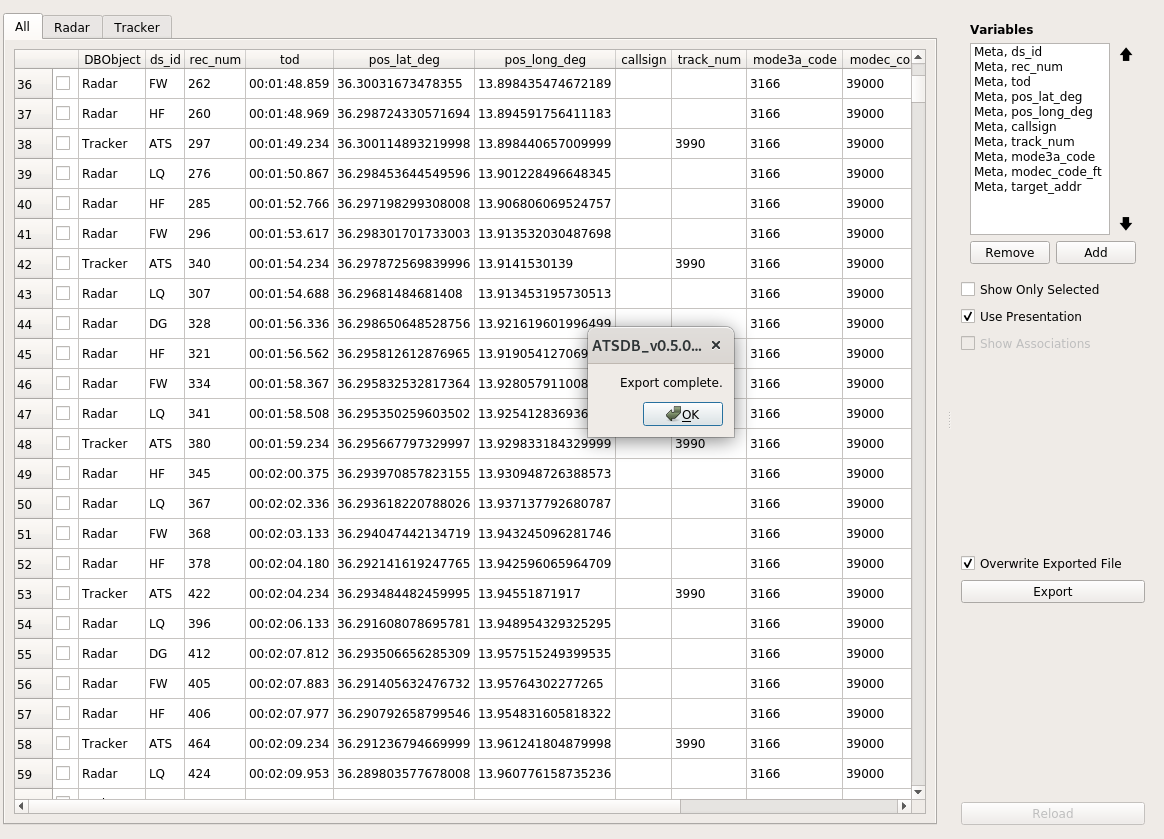 All Radar Tracker
DBObject ds_id rec_num tod pos_lat_deg pos_long_deg callsign track_num mode3a_code modec_co
36 Radar FW 262 00:01:48.859 36.30031673478355 13.898435474672189 3166 39000
37 Radar HF 260 00:01:48.969 36.298724330571694 13.894591756411183 3166 39000
38 Tracker ATS 297 00:01:49.234 36.300114893219998 13.898440657009999 3990 3166 39000
39 Radar LQ 276 00:01:50.867 36.298453644549596 13.901228496648345 3166 39000
40 Radar HF 285 00:01:52.766 36.297198299308008 13.906806069524757 3166 39000
41 Radar FW 296 00:01:53.617 36.298301701733003 13.913532030487698 3166 39000
42 Tracker ATS 340 00:01:54.234 36.297872569839996 13.9141530139 3990 3166 39000
43 Radar LQ 307 00:01:54.688 36.29681484681408 13.913453195730513 3166 39000
44 Radar DG 328 00:01:56.336 36.298650648528756 13.921619601996499 3166 39000
45 Radar HF 321 00:01:56.562 36.295812612876965 13.919054127069 3166 39000
46 Radar FW 334 00:01:58.367 36.295832532817364 13.928057911008 3166 39000
47 Radar LQ 341 00:01:58.508 36.295350259603502 13.925412836936 3166 39000
48 Tracker ATS 380 00:01:59.234 36.295667797329997 13.929833184329999 3990 3166 39000
49 Radar HF 345 00:02:00.375 36.293970857823155 13.930948726388573 3166 39000
50 Radar LQ 367 00:02:02.336 36.293618220788026 13.937137792680787 3166 39000
51 Radar FW 368 00:02:03.133 36.294047442134719 13.943245096281746 3166 39000
52 Radar HF 378 00:02:04.180 36.292141619247765 13.942596065964709 3166 39000
53 Tracker ATS 422 00:02:04.234 36.293484482459995 13.94551871917 3990 3166 39000
54 Radar LQ 396 00:02:06.133 36.291608078695781 13.948954329325295 3166 39000
55 Radar DG 412 00:02:07.812 36.293506656285309 13.957515249399535 3166 39000
56 Radar FW 405 00:02:07.883 36.291405632476732 13.95764302277265 3166 39000
57 Radar HF 406 00:02:07.977 36.290792658799546 13.954831605818322 3166 39000
58 Tracker ATS 464 00:02:09.234 36.291236794669999 13.961241804879998 3990 3166 39000
59 Radar LQ 424 00:02:09.953 36.289803577678008 13.960776158735236 3166 39000
ATSDB_v0.5.0...
Export complete.
OK
Variables
Meta, ds_id
Meta, rec_num
Meta, tod
Meta, pos_lat_deg
Meta, pos_long_deg
Meta, callsign
Meta, track_num
Meta, mode3a_code
Meta, modec_code_ft
Meta, target_addr
Remove Add
Show Only Selected
Use Presentation
Show Associations
Overwrite Exported File
Export
Reload